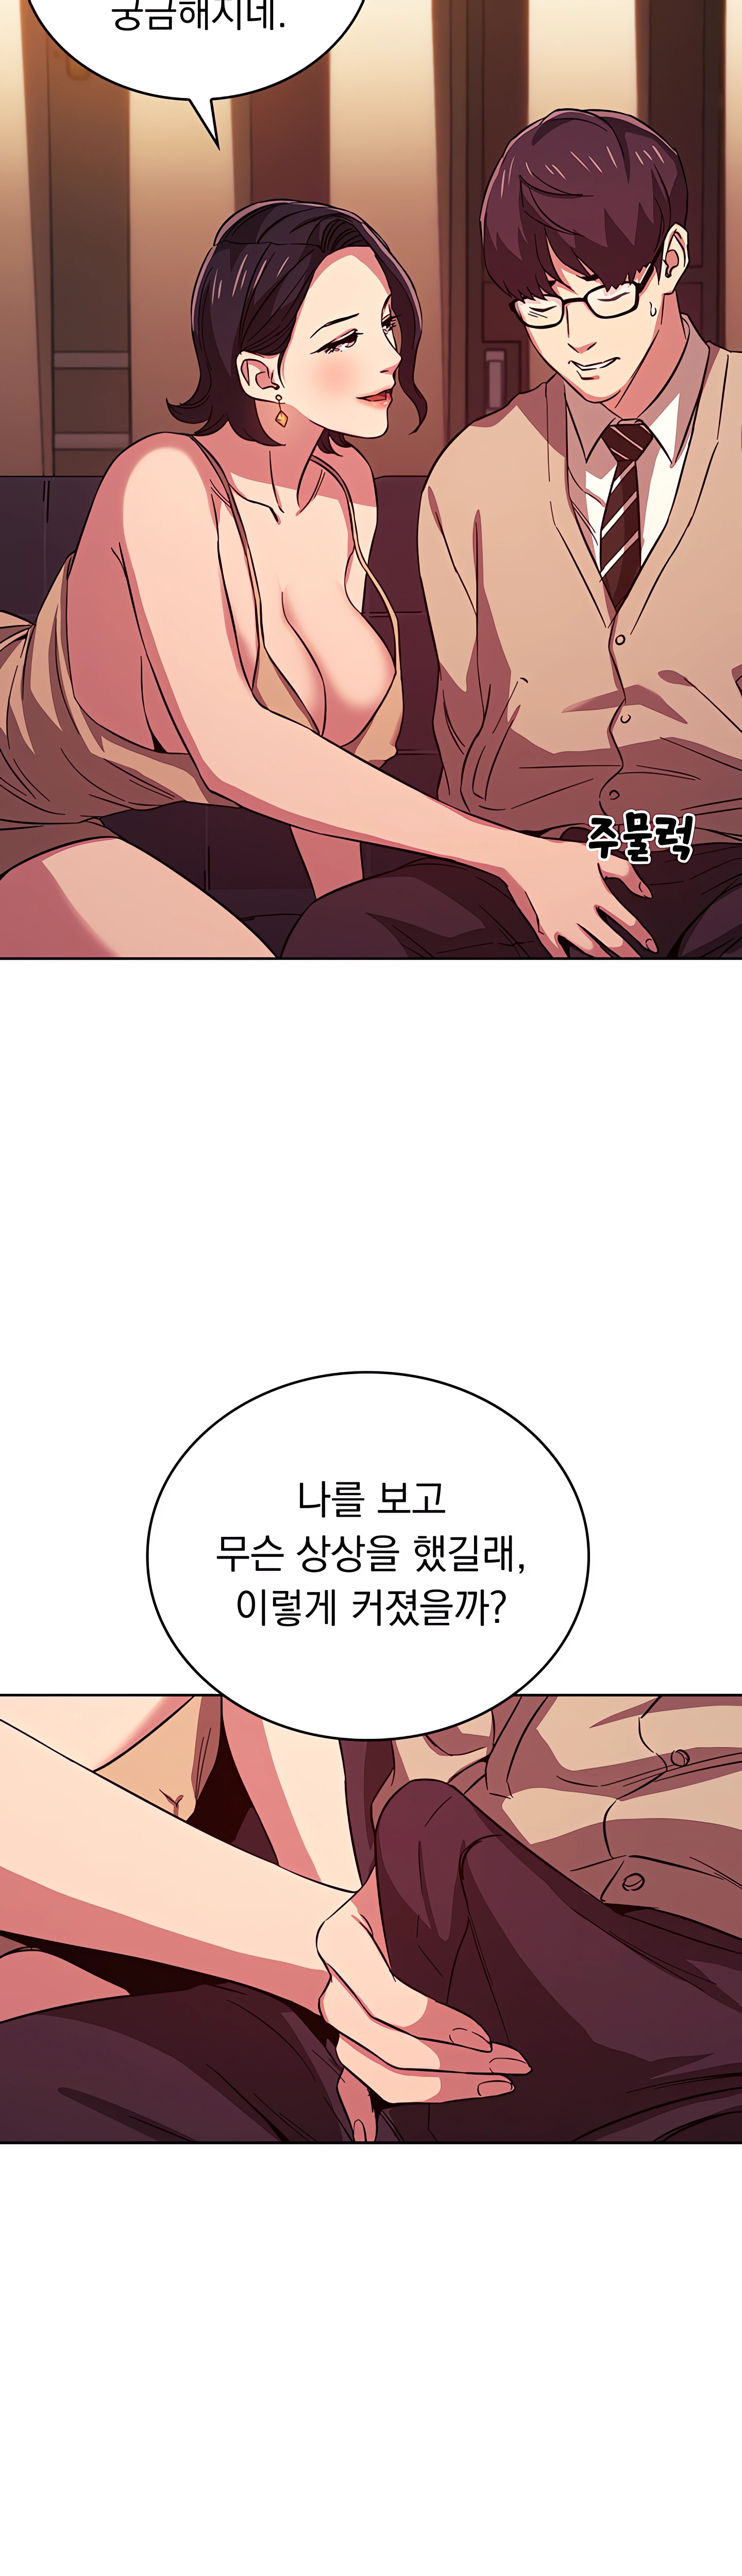 궁금해지네.
주물럭
나를 보고
무슨 상상을 했길래,
이렇게 커졌을까?